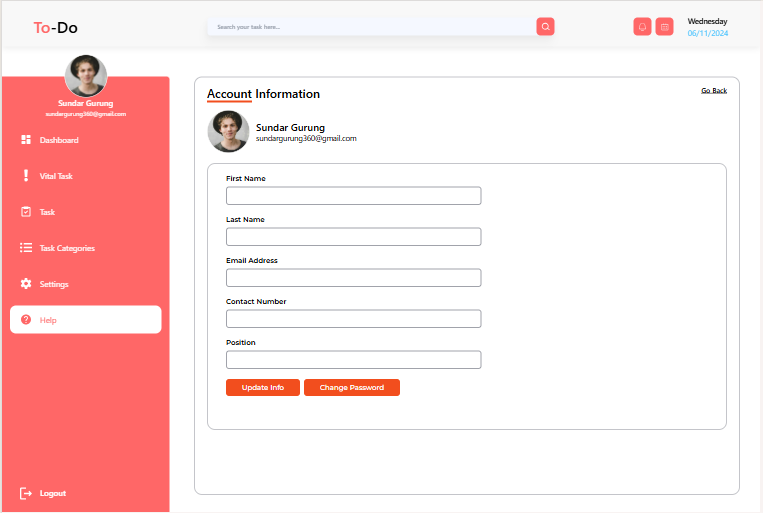 To-Do
Search your task here...
Wednesday
06/11/2024
Sundar Gurung
sundargurung360@gmail.com
Dashboard
Vital Task
Task
Task Categories
Settings
Help
Logout
Account Information
Go Back
Sundar Gurung
sundargurung360@gmail.com
First Name
Last Name
Email Address
Contact Number
Position
Update Info
Change Password